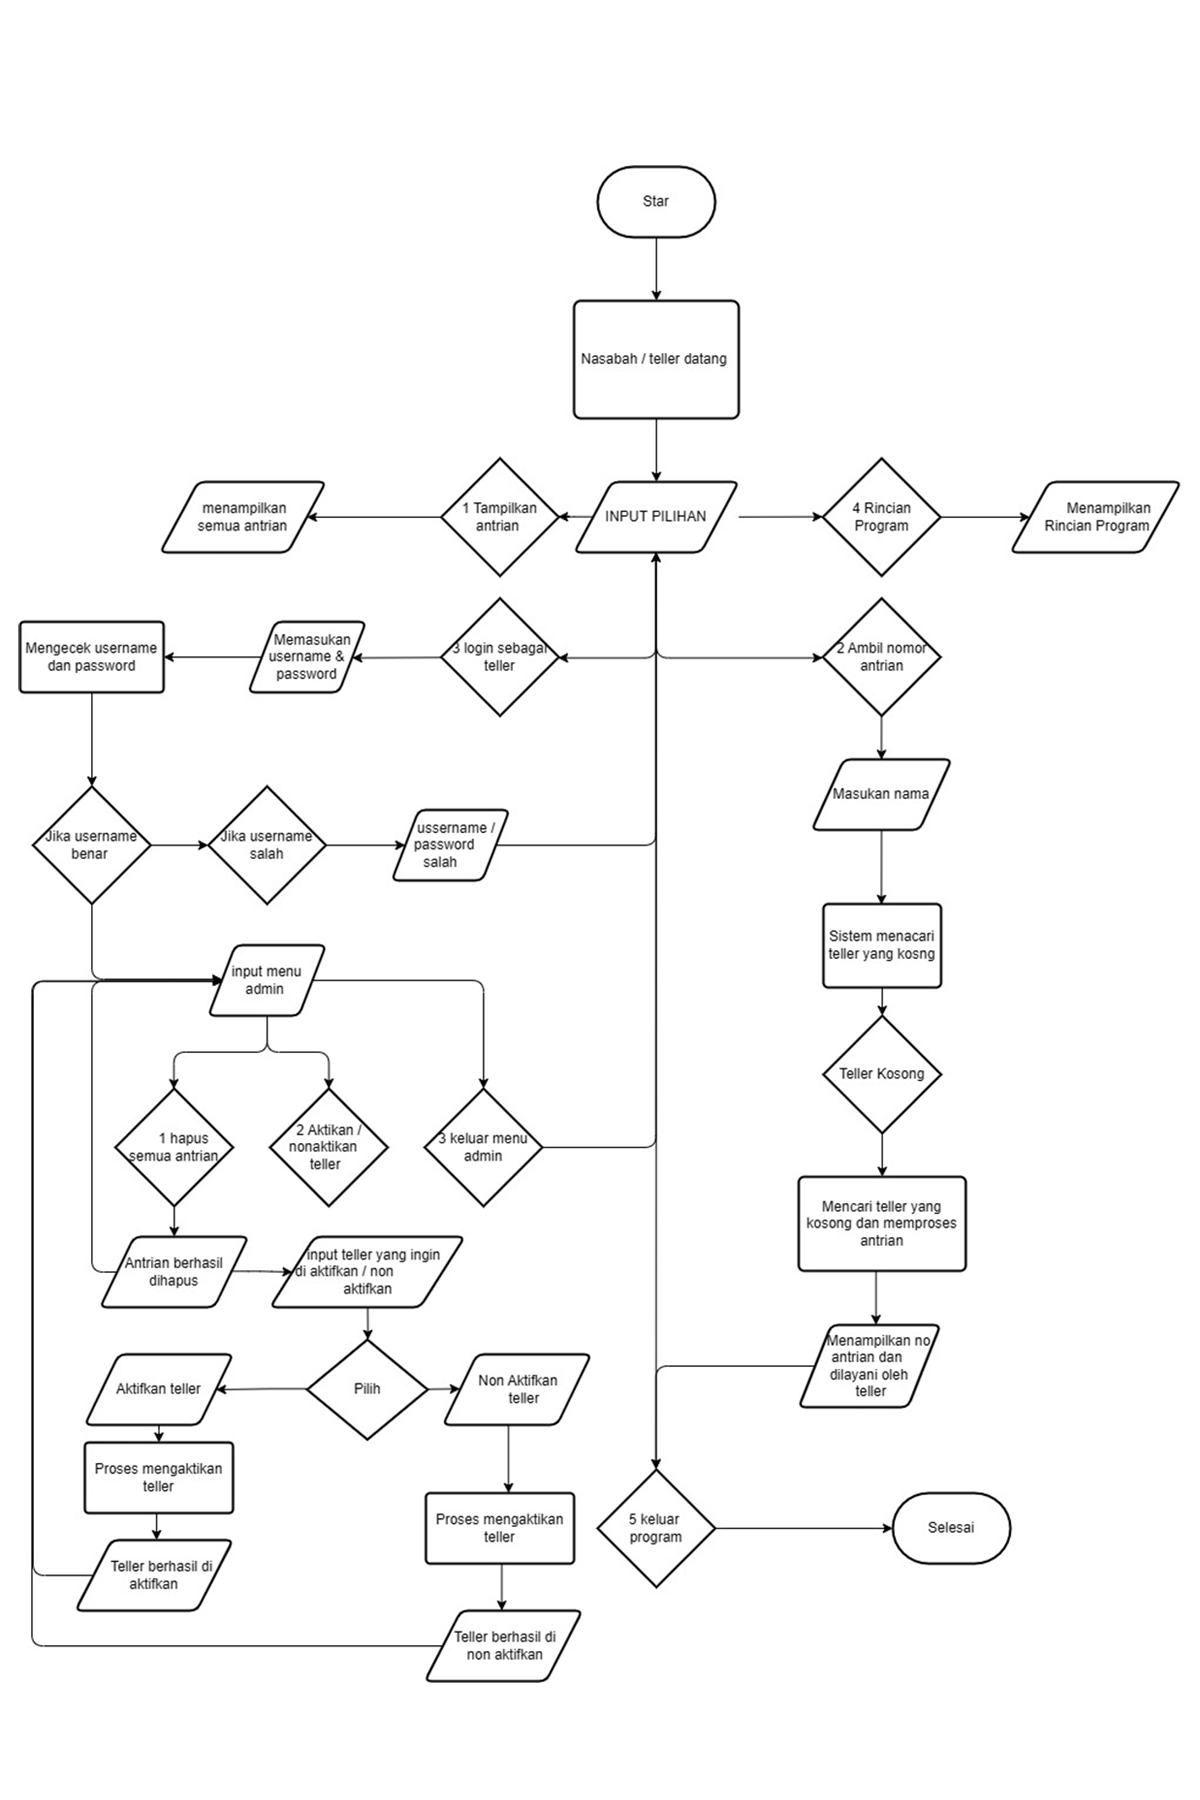 Star
Nasabah / teller datang
menampilkan
semua antrian
1 Tampilkan
antrian
INPUT PILIHAN
4 Rincian
Program
Menampilkan
Rincian Program
Mengecek username
dan password
Memasukan
username &
password
3 login sebagai
teller
2 Ambil nomor
antrian
Masukan nama
Jika username
benar
Jika username
salah
ussername /
password
salah
Sistem menacari
teller yang kosng
input menu
admin
Teller Kosong
1 hapus
semua antrian
2 Aktikan /
nonaktikan
teller
3 keluar menu
admin
Mencari teller yang
kosong dan memproses
antrian
Antrian berhasil
dihapus
input teller yang ingin
di aktifkan / non
aktifkan
Menampilkan no
antrian dan
dilayani oleh
teller
Aktifkan teller
Pilih
Non Aktifkan
teller
Proses mengaktikan
teller
Proses mengaktikan
teller
5 keluar
program
Selesai
Teller berhasil di
aktifkan
Teller berhasil di
non aktifkan